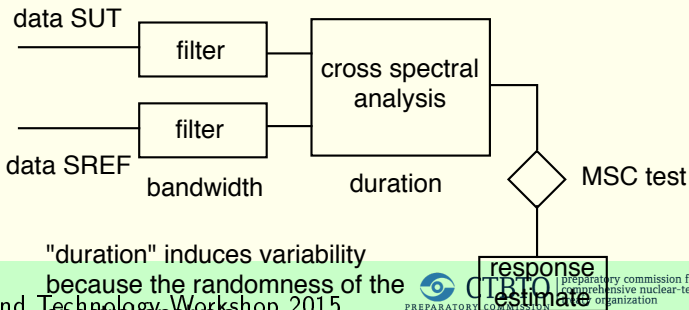 data SUT
filter
cross spectral
analysis
filter
data SREF
bandwidth
duration
MSC test
"duration" induces variability
because the randomness of the
response
estimate
nd Technology Workshop 2015
CTBTO
PREPARATORY COMMISSION
preparatory commission f
comprehensive nuclear-te
organization